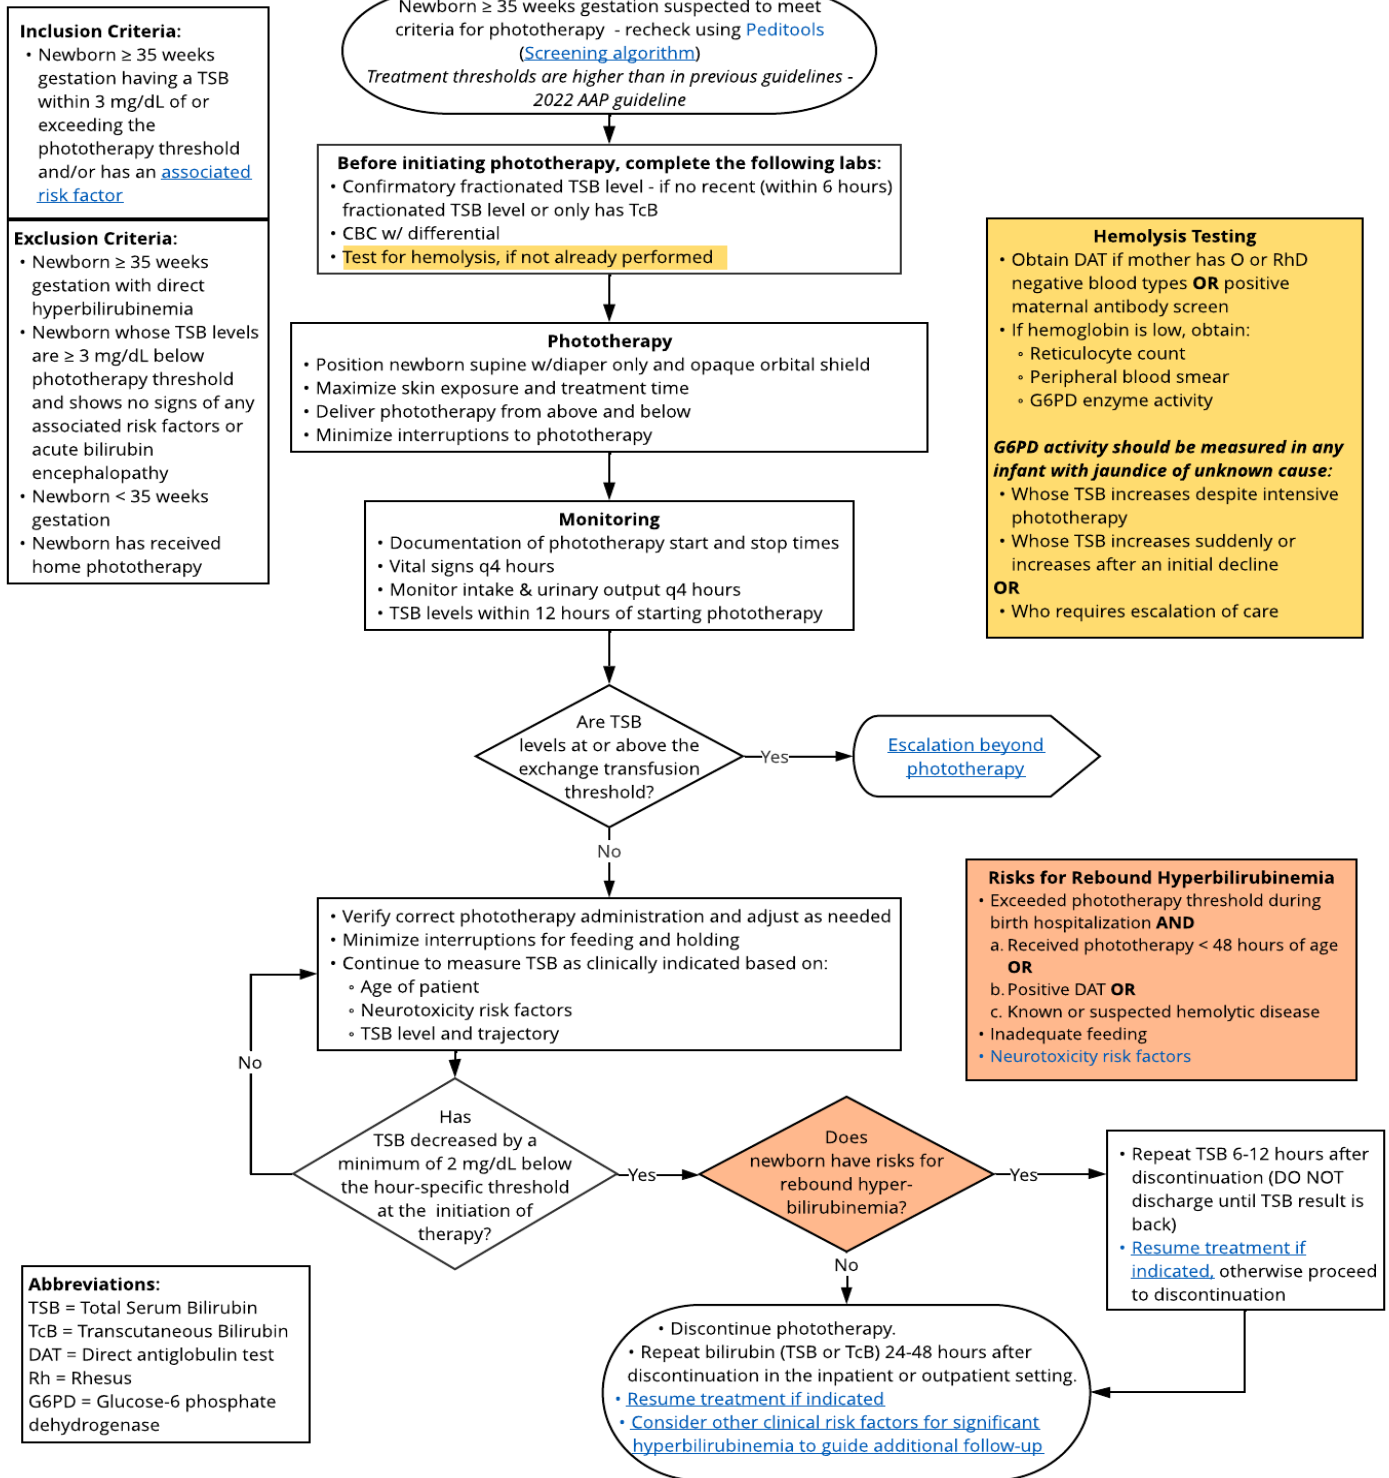 Newborn ≥ 35 weeks gestation suspected to meet
criteria for phototherapy - recheck using Peditools
(Screening algorithm)
Treatment thresholds are higher than in previous guidelines -
2022 AAP guideline
Inclusion Criteria:
• Newborn ≥ 35 weeks
gestation having a TSB
within 3 mg/dL of or
exceeding the
phototherapy threshold
and/or has an associated
risk factor
Exclusion Criteria:
• Newborn ≥ 35 weeks
gestation with direct
hyperbilirubinemia
• Newborn whose TSB levels
are ≥ 3 mg/dL below
phototherapy threshold
and shows no signs of any
associated risk factors or
acute bilirubin
encephalopathy
• Newborn < 35 weeks
gestation
• Newborn has received
home phototherapy
Before initiating phototherapy, complete the following labs:
• Confirmatory fractionated TSB level - if no recent (within 6 hours)
fractionated TSB level or only has TcB
• CBC w/ differential
• Test for hemolysis, if not already performed
Hemolysis Testing
• Obtain DAT if mother has O or RhD
negative blood types OR positive
maternal antibody screen
• If hemoglobin is low, obtain:
◦ Reticulocyte count
◦ Peripheral blood smear
◦ G6PD enzyme activity
G6PD activity should be measured in any
infant with jaundice of unknown cause:
• Whose TSB increases despite intensive
phototherapy
• Whose TSB increases suddenly or
increases after an initial decline
OR
• Who requires escalation of care
Phototherapy
• Position newborn supine w/diaper only and opaque orbital shield
• Maximize skin exposure and treatment time
• Deliver phototherapy from above and below
• Minimize interruptions to phototherapy
Monitoring
• Documentation of phototherapy start and stop times
• Vital signs q4 hours
• Monitor intake & urinary output q4 hours
• TSB levels within 12 hours of starting phototherapy
Are TSB
levels at or above the
exchange transfusion
threshold?
Yes
Escalation beyond
phototherapy
No
• Verify correct phototherapy administration and adjust as needed
• Minimize interruptions for feeding and holding
• Continue to measure TSB as clinically indicated based on:
◦ Age of patient
◦ Neurotoxicity risk factors
◦ TSB level and trajectory
Risks for Rebound Hyperbilirubinemia
• Exceeded phototherapy threshold during
birth hospitalization AND
a. Received phototherapy < 48 hours of age
OR
b. Positive DAT OR
c. Known or suspected hemolytic disease
• Inadequate feeding
• Neurotoxicity risk factors
No
Has
TSB decreased by a
minimum of 2 mg/dL below
the hour-specific threshold
at the initiation of
therapy?
Yes
Does
newborn have risks for
rebound hyper-
bilirubinemia?
Yes
• Repeat TSB 6-12 hours after
discontinuation (DO NOT
discharge until TSB result is
back)
• Resume treatment if
indicated, otherwise proceed
to discontinuation
No
• Discontinue phototherapy.
• Repeat bilirubin (TSB or TcB) 24-48 hours after
discontinuation in the inpatient or outpatient setting.
• Resume treatment if indicated
• Consider other clinical risk factors for significant
hyperbilirubinemia to guide additional follow-up
Abbreviations:
TSB = Total Serum Bilirubin
TcB = Transcutaneous Bilirubin
DAT = Direct antiglobulin test
Rh = Rhesus
G6PD = Glucose-6 phosphate
dehydrogenase